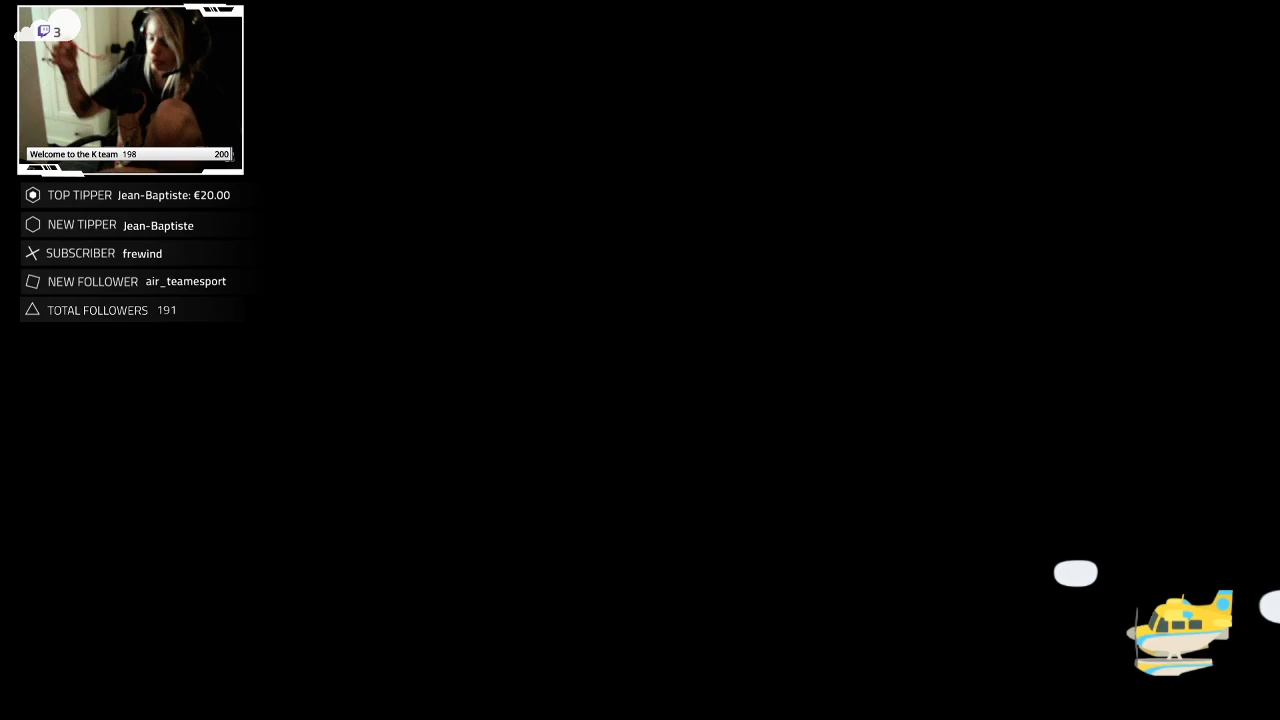 3
Welcome to the K team 198 200
TOP TIPPER Jean-Baptiste: €20.00
NEW TIPPER Jean-Baptiste
SUBSCRIBER frewind
NEW FOLLOWER air_teamesport
TOTAL FOLLOWERS 191